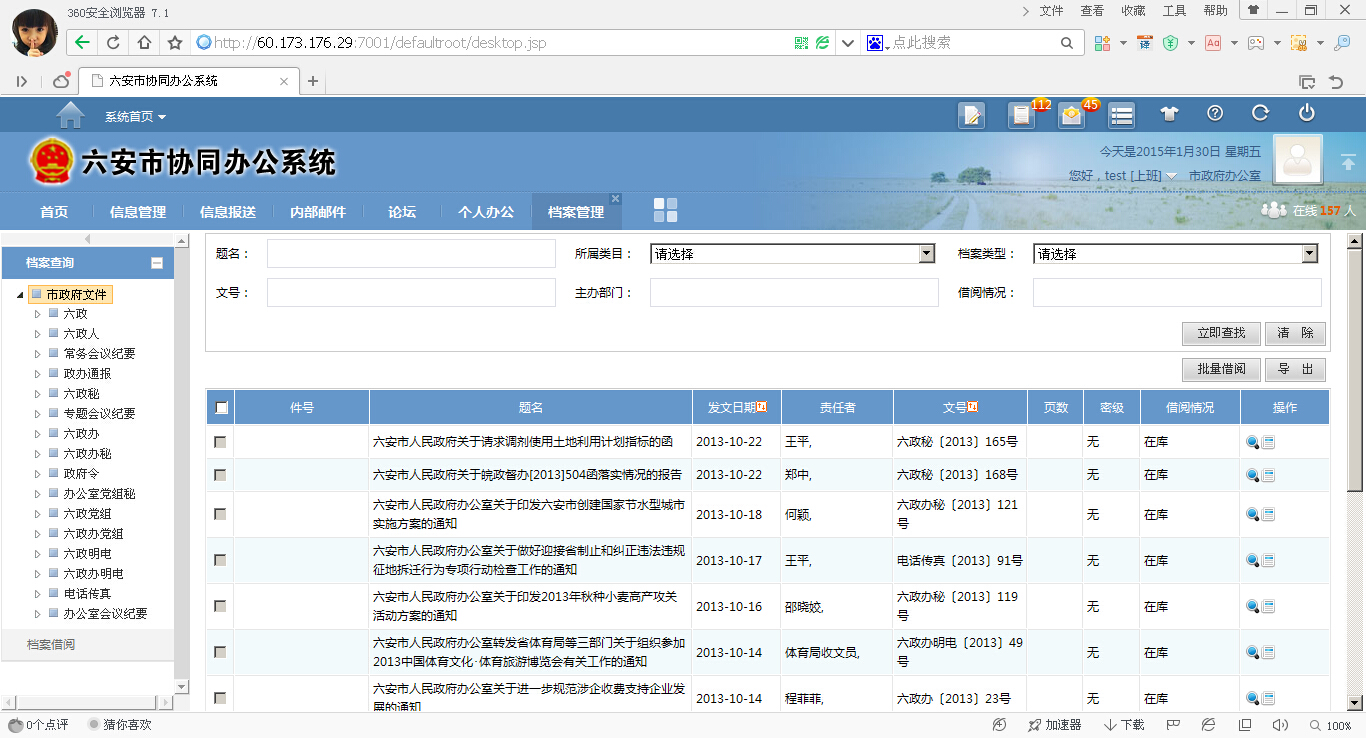 360安全浏览器 7.1
文件 查看 收藏 工具 帮助
http://60.173.176.29:7001/defaultroot/desktop.jsp
点此搜索
六安市协同办公系统
系统首页
112
45
六安市协同办公系统
今天是2015年1月30日 星期五
您好，test [上班] 市政府办公室
首页 信息管理 信息报送 内部邮件 论坛 个人办公 档案管理
在线 157 人
档案查询
市政府文件
六政
六政人
常务会议纪要
政办通报
六政秘
专题会议纪要
六政办
六政办秘
政府令
办公室党组秘
六政党组
六政办党组
六政明电
六政办明电
电话传真
办公室会议纪要
档案借阅
题名： 所属类目： 请选择 档案类型： 请选择
文号： 主办部门： 借阅情况：
立即查找 清 除
批量借阅 导 出
件号 题名 发文日期 责任者 文号 页数 密级 借阅情况 操作
六安市人民政府关于请求调剂使用土地利用计划指标的函 2013-10-22 王平, 六政秘〔2013〕165号 无 在库
六安市人民政府关于皖政督办[2013]504函落实情况的报告 2013-10-22 郑中, 六政秘〔2013〕168号 无 在库
六安市人民政府办公室关于印发六安市创建国家节水型城市
实施方案的通知 2013-10-18 何颖, 六政办秘〔2013〕121
号 无 在库
六安市人民政府办公室关于做好迎接省制止和纠正违法违规
征地拆迁行为专项行动检查工作的通知 2013-10-17 王平, 电话传真〔2013〕91号 无 在库
六安市人民政府办公室关于印发2013年秋种小麦高产攻关
活动方案的通知 2013-10-16 邵晓姣, 六政办秘〔2013〕119
号 无 在库
六安市人民政府办公室转发省体育局等三部门关于组织参加
2013中国体育文化·体育旅游博览会有关工作的通知 2013-10-14 体育局收文员, 六政办明电〔2013〕49
号 无 在库
六安市人民政府办公室关于进一步规范涉企收费支持企业发
展的通知 2013-10-14 程菲菲, 六政办〔2013〕23号 无 在库
0个点评 猜你喜欢 加速器 下载 100%